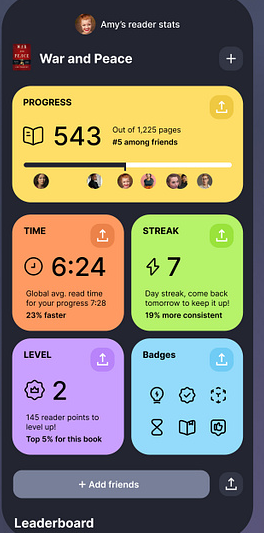 Amy's reader stats
WAR
AND
PEACE
War and Peace
PROGRESS
543
Out of 1,225 pages
#5 among friends
TIME
6:24
Global avg. read time
for your progress 7:28
23% faster
STREAK
7
Day streak, come back
tomorrow to keep it up!
19% more consistent
LEVEL
2
145 reader points to
level up!
Top 5% for this book
Badges
+ Add friends
Leaderboard